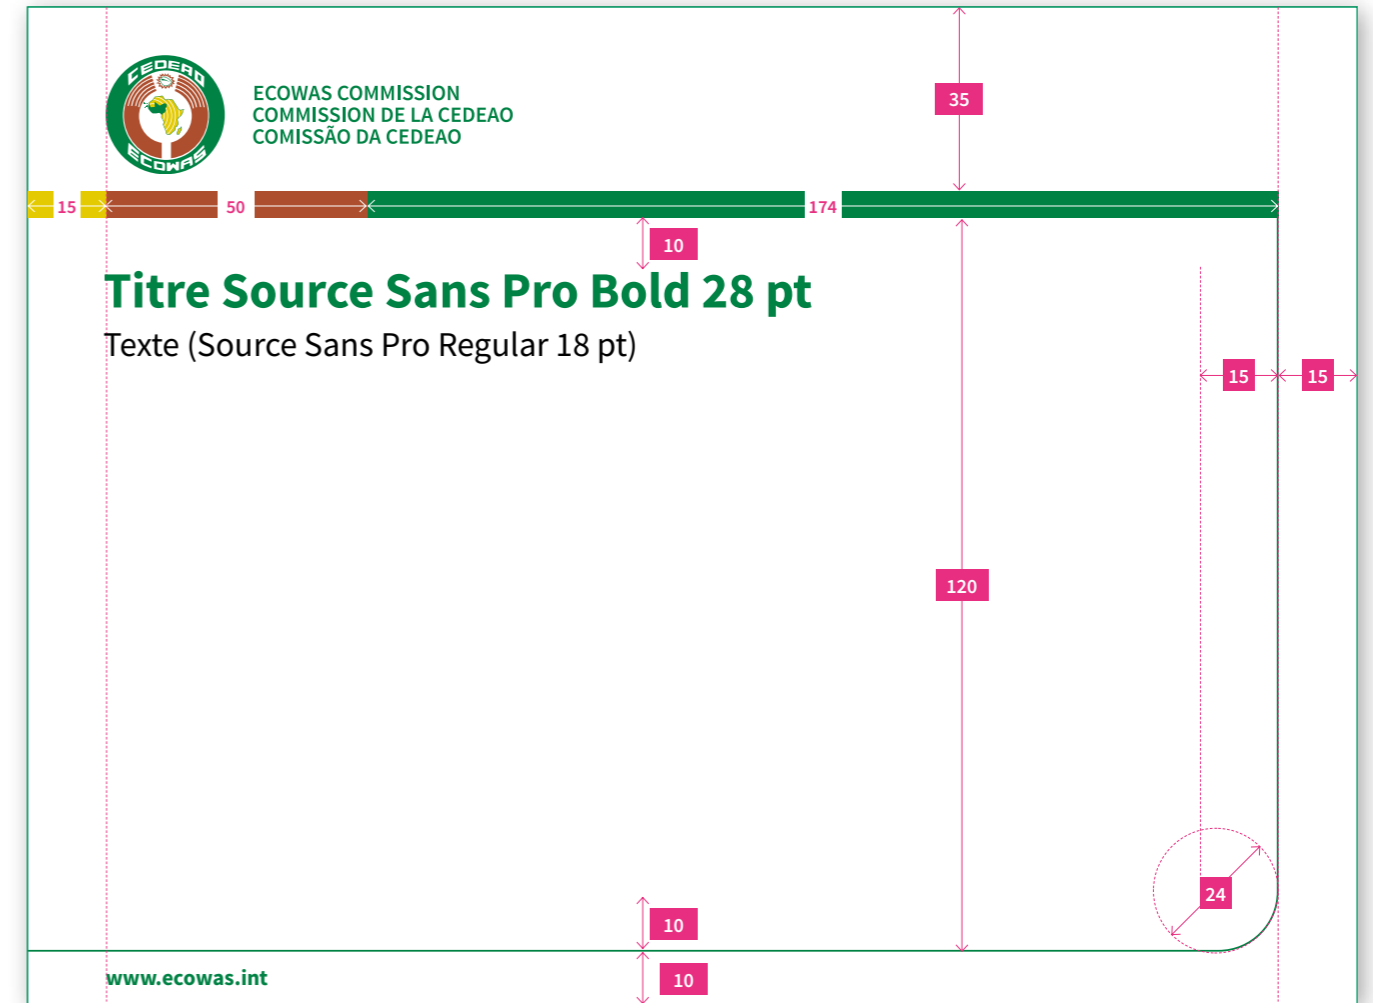 CEDEAO
ECOWAS
ECOWAS COMMISSION
COMMISSION DE LA CEDEAO
COMISSÃO DA CEDEAO
35
15
50
174
10
Titre Source Sans Pro Bold 28 pt
Texte (Source Sans Pro Regular 18 pt)
15
15
120
24
10
www.ecowas.int
10